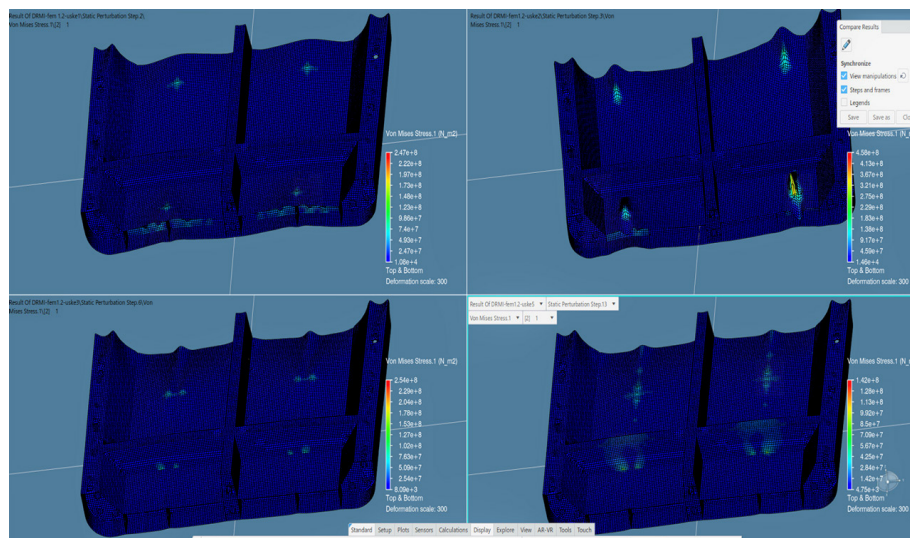 Result Of DRMI-fem 1.2-uske1\Static Perturbation Step.2\
Von Mises Stress.1\[2] 1
Von Mises Stress.1 (N_m2)
2.47e+8
2.22e+8
1.97e+8
1.73e+8
1.48e+8
1.23e+8
9.86e+7
7.4e+7
4.93e+7
2.47e+7
1.08e+4
Top & Bottom
Deformation scale: 300
Result Of DRMI-fem 1.2-uske2\Static Perturbation Step.3\Von
Mises Stress.1\[2] 1
Compare Results
Synchronize
View manipulations
Steps and frames
Legends
Save Save as
Von Mises Stress.1
4.58e+8
4.13e+8
3.67e+8
3.21e+8
2.75e+8
2.29e+8
1.83e+8
1.38e+8
9.17e+7
4.59e+7
1.46e+4
Top & Bottom
Deformation scale: 300
Result Of DRMI-fem1.2-uske3\Static Perturbation Step.6\Von
Mises Stress.1\[2] 1
Von Mises Stress.1 (N_m2)
2.54e+8
2.29e+8
2.04e+8
1.78e+8
1.53e+8
1.27e+8
1.02e+8
7.63e+7
5.09e+7
2.54e+7
8.09e+3
Top & Bottom
Deformation scale: 300
Result Of DRMI-fem1.2-uske5 Static Perturbation Step.13
Von Mises Stress.1 [2] 1
Von Mises Stress.1
1.42e+8
1.28e+8
1.13e+8
9.92e+7
8.5e+7
7.09e+7
5.67e+7
4.25e+7
2.84e+7
1.42e+7
4.75e+3
Top & Bottom
Deformation scale: 300
Standard Setup Plots Sensors Calculations Display Explore View AR-VR Tools Touch